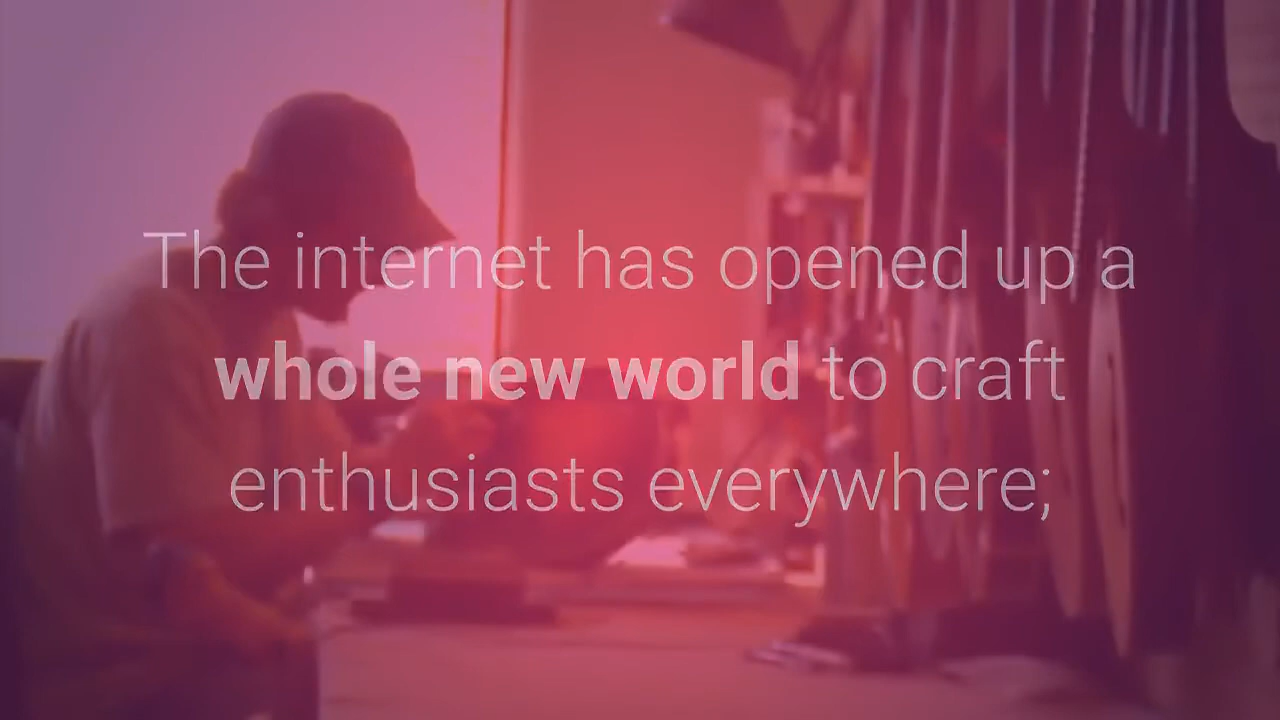 The internet has opened up a
whole new world to craft
enthusiasts everywhere;